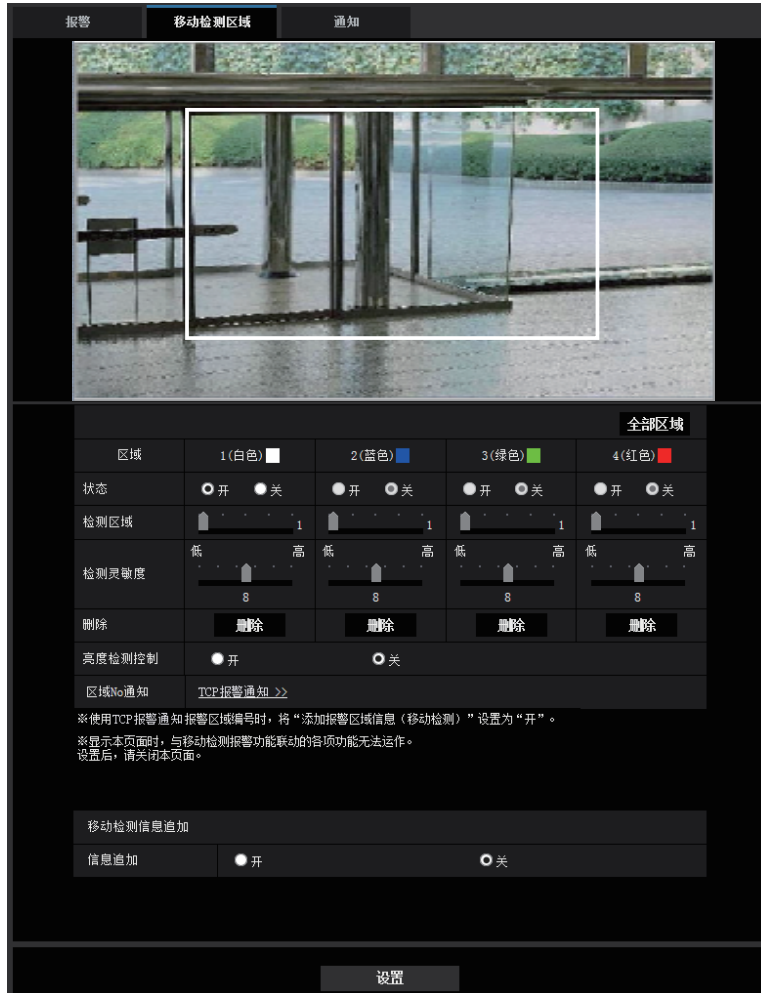 报警 移动检测区域 通知
全部区域
区域 1(白色) 2(蓝色) 3(绿色) 4(红色)
状态 开 关 开 关 开 关 开 关
检测区域 1 1 1 1
低 高 低 高 低 高 低 高
检测灵敏度
8 8 8 8
删除 删除 删除 删除 删除
亮度检测控制 开 关
区域No通知 TCP报警通知 >>
※使用TCP报警通知报警区域编号时，将“添加报警区域信息（移动检测）”设置为“开”。
※显示本页面时，与移动检测报警功能联动的各项功能无法运作。
设置后，请关闭本页面。
移动检测信息追加
信息追加 开 关
设置